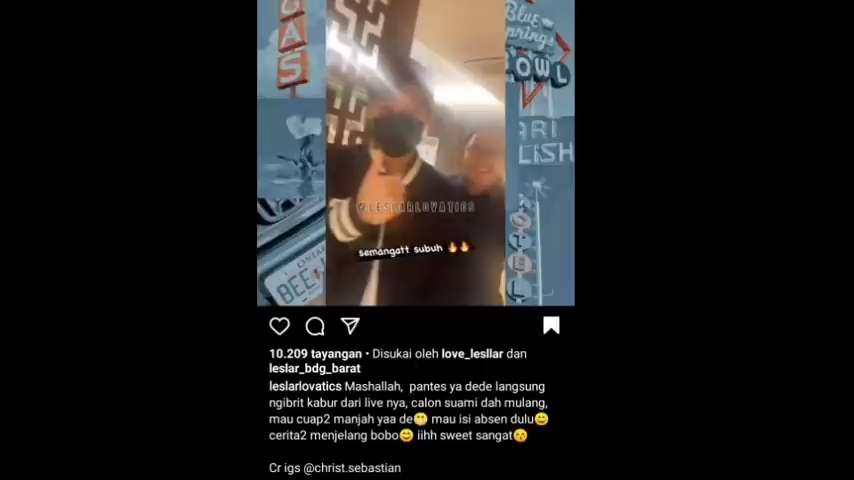 GAS
Blue
Springs
BOWL
ARI
LISH
ONTAR
BEE
@LESLARLOVATICS
semangatt subuh 🔥🔥
10.209 tayangan • Disukai oleh love_lesllar dan
leslar_bdg_barat
leslarlovatics Mashallah, pantes ya dede langsung
ngibrit kabur dari live nya, calon suami dah mulang,
mau cuap2 manjah yaa de🤭 mau isi absen dulu😊
cerita2 menjelang bobo😊 iihh sweet sangat😚
Cr igs @christ.sebastian